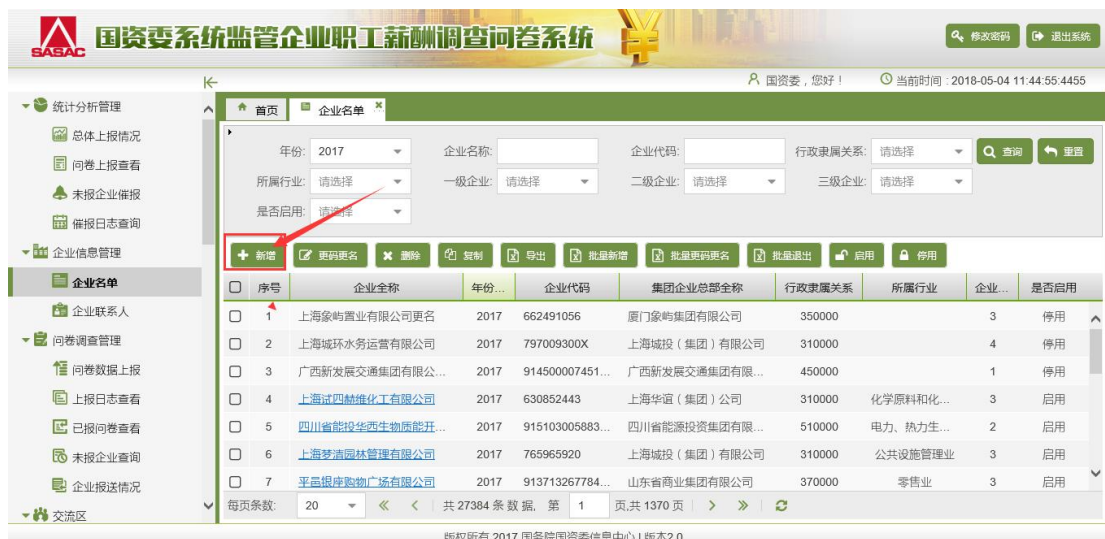 SASAC 国资委系统监管企业职工薪酬调查问卷系统 修改密码 退出系统
国资委，您好！ 当前时间：2018-05-04 11:44:55:4455
统计分析管理
总体上报情况
问卷上报查看
未报企业催报
催报日志查询
企业信息管理
企业名单
企业联系人
问卷调查管理
问卷数据上报
上报日志查看
已报问卷查看
未报企业查询
企业报送情况
交流区
首页 企业名单
年份: 2017 企业名称: 企业代码: 行政隶属关系: 请选择 查询 重置
所属行业: 请选择 一级企业: 请选择 二级企业: 请选择 三级企业: 请选择
是否启用: 请选择
新增 更码更名 删除 复制 导出 批量新增 批量更码更名 批量退出 启用 停用
序号 企业全称 年份... 企业代码 集团企业总部全称 行政隶属关系 所属行业 企业... 是否启用
1 上海象屿置业有限公司更名 2017 662491056 厦门象屿集团有限公司 350000 3 停用
2 上海城环水务运营有限公司 2017 797009300X 上海城投（集团）有限公司 310000 4 停用
3 广西新发展交通集团有限公... 2017 914500007451... 广西新发展交通集团有限... 450000 1 停用
4 上海试四赫维化工有限公司 2017 630852443 上海华谊（集团）公司 310000 化学原料和化... 3 启用
5 四川省能投华西生物质能开... 2017 915103005883... 四川省能源投资集团有限... 510000 电力、热力生... 2 启用
6 上海梦清园林管理有限公司 2017 765965920 上海城投（集团）有限公司 310000 公共设施管理业 3 启用
7 平邑银座购物广场有限公司 2017 913713267784... 山东省商业集团有限公司 370000 零售业 3 启用
每页条数: 20 共 27384 条数据, 第 1 页,共 1370 页
版权所有 2017 国务院国资委信息中心 | 版本2.0